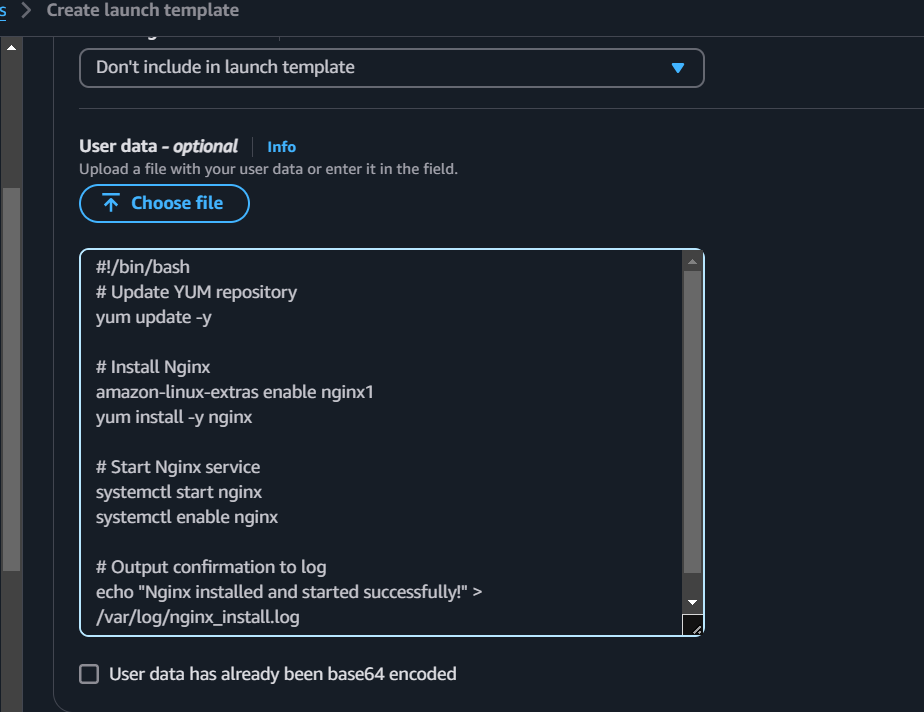 s > Create launch template
Don't include in launch template
User data - optional Info
Upload a file with your user data or enter it in the field.
Choose file
#!/bin/bash
# Update YUM repository
yum update -y
# Install Nginx
amazon-linux-extras enable nginx1
yum install -y nginx
# Start Nginx service
systemctl start nginx
systemctl enable nginx
# Output confirmation to log
echo "Nginx installed and started successfully!" >
/var/log/nginx_install.log
User data has already been base64 encoded